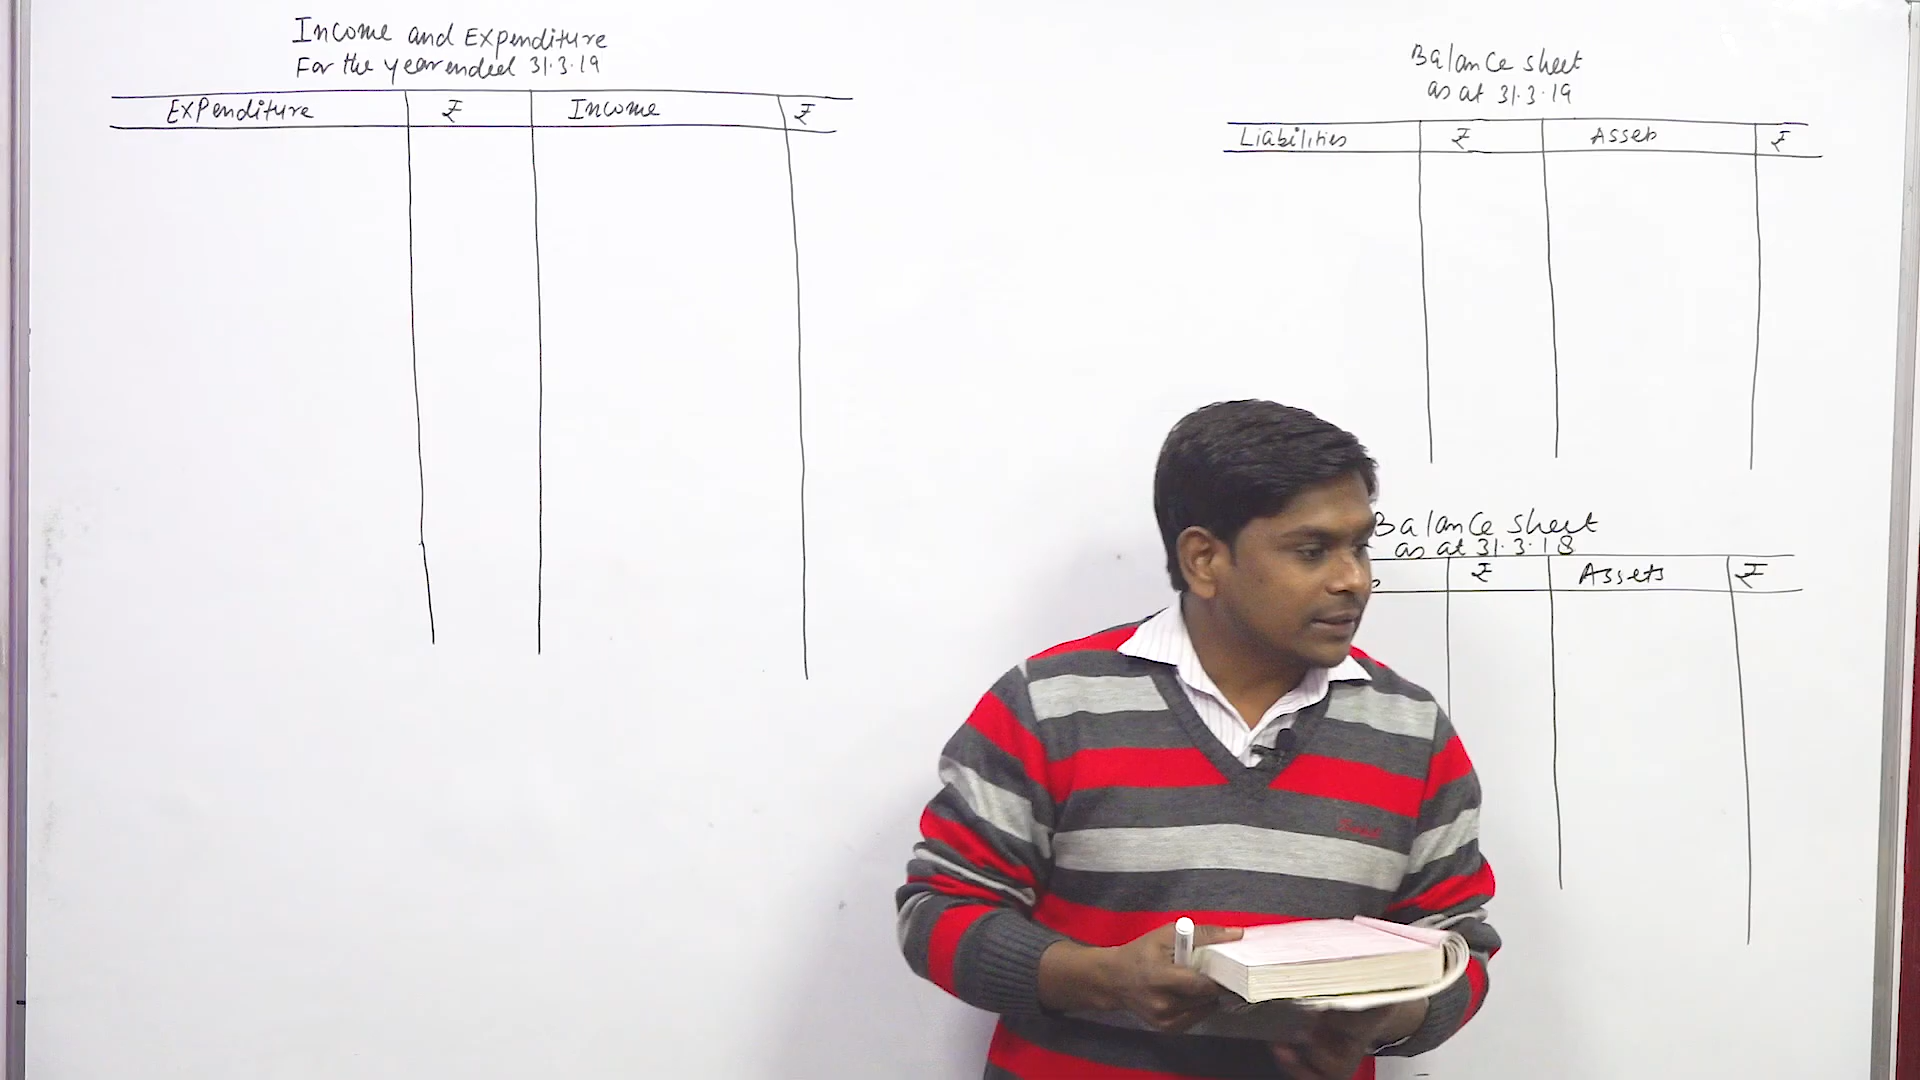 Income and Expenditure
For the year ended 31.3.19
Expenditure ₹ Income ₹
Balance sheet
as at 31.3.19
Liabilities ₹ Assets ₹
Balance sheet
as at 31.3.18
₹ Assets ₹